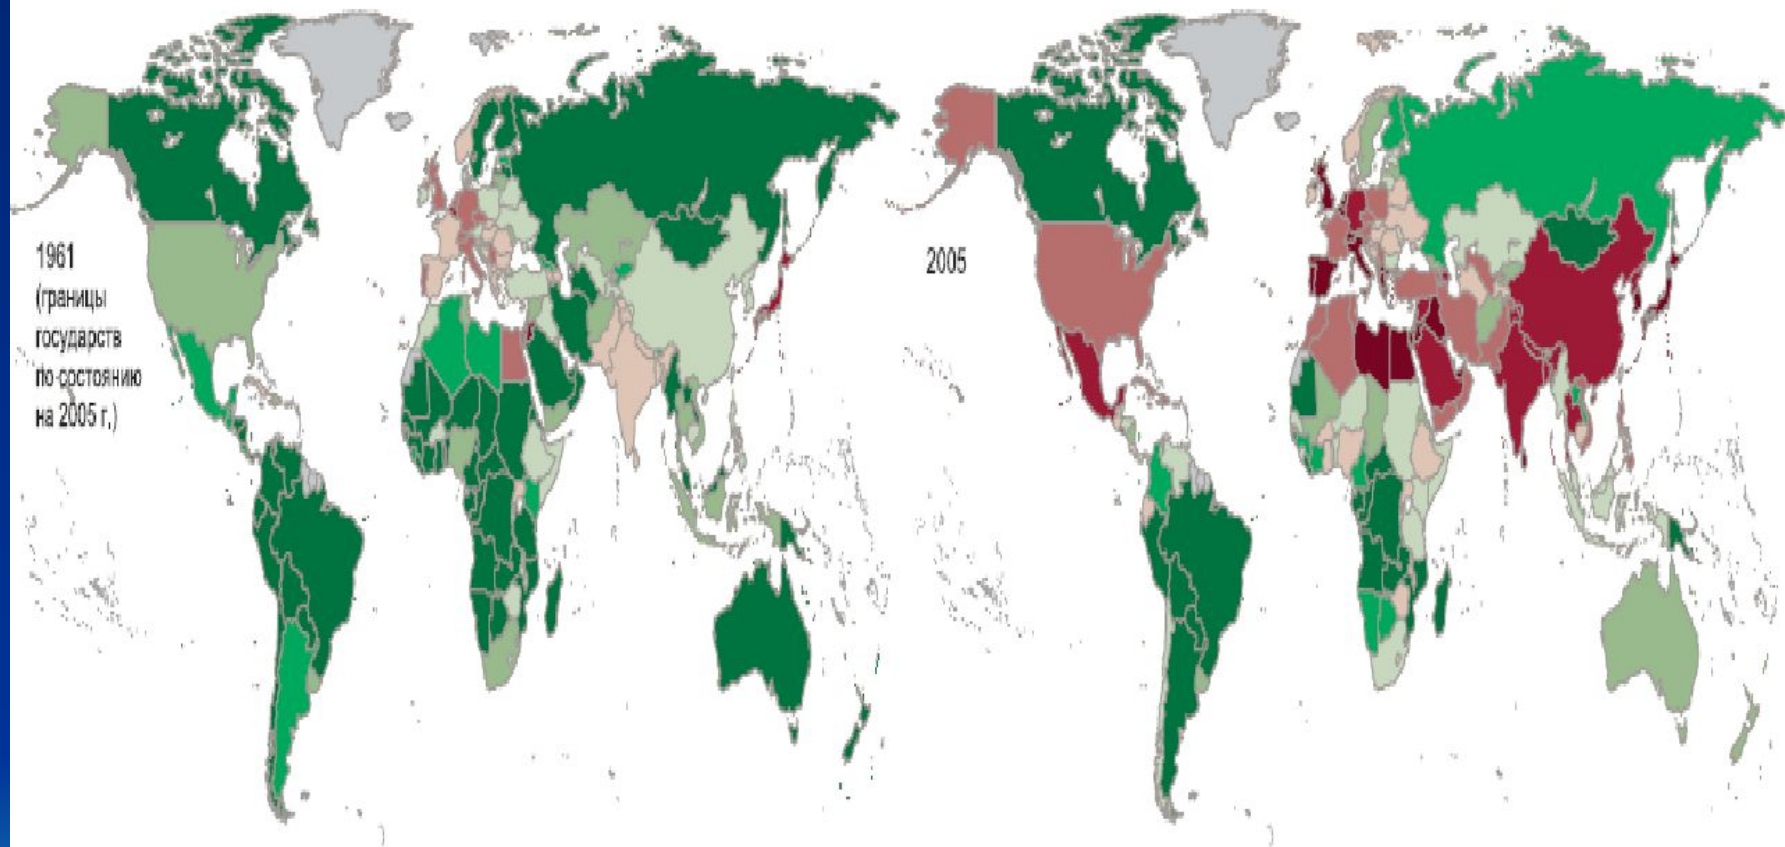 1961
(границы
государств
по состоянию
на 2005 г.)
2005